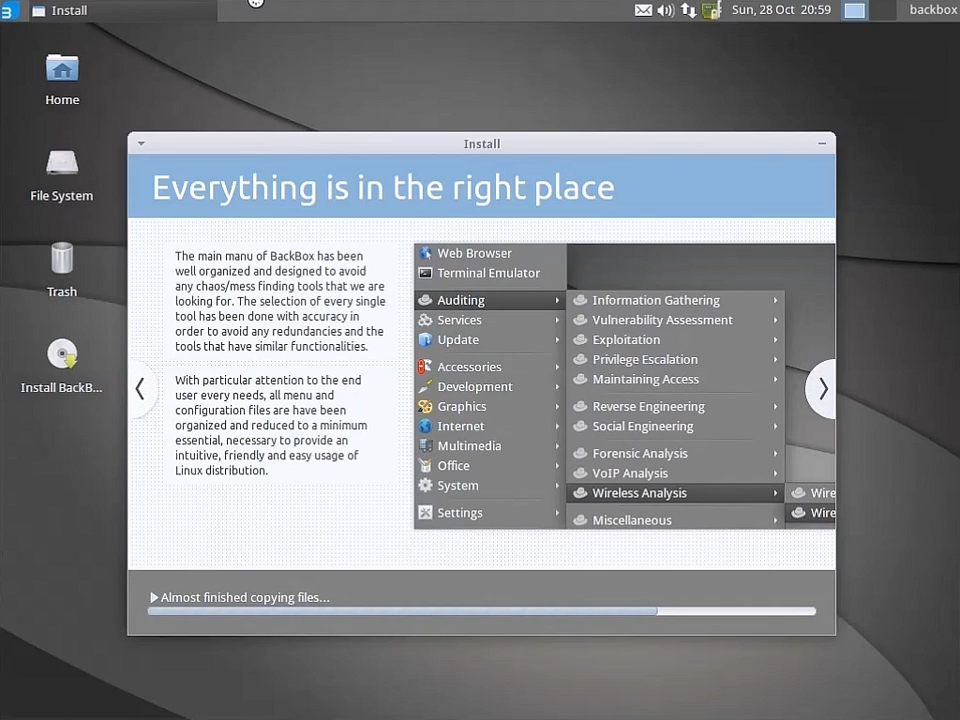 Install
Sun, 28 Oct 20:59
backbox
Home
File System
Trash
Install BackB...
Install
Everything is in the right place
The main manu of BackBox has been
well organized and designed to avoid
any chaos/mess finding tools that we are
looking for. The selection of every single
tool has been done with accuracy in
order to avoid any redundancies and the
tools that have similar functionalities.
With particular attention to the end
user every needs, all menu and
configuration files are have been
organized and reduced to a minimum
essential, necessary to provide an
intuitive, friendly and easy usage of
Linux distribution.
Web Browser
Terminal Emulator
Auditing
Services
Update
Accessories
Development
Graphics
Internet
Multimedia
Office
System
Settings
Information Gathering
Vulnerability Assessment
Exploitation
Privilege Escalation
Maintaining Access
Reverse Engineering
Social Engineering
Forensic Analysis
VoIP Analysis
Wireless Analysis
Miscellaneous
Wire
Wire
Almost finished copying files...